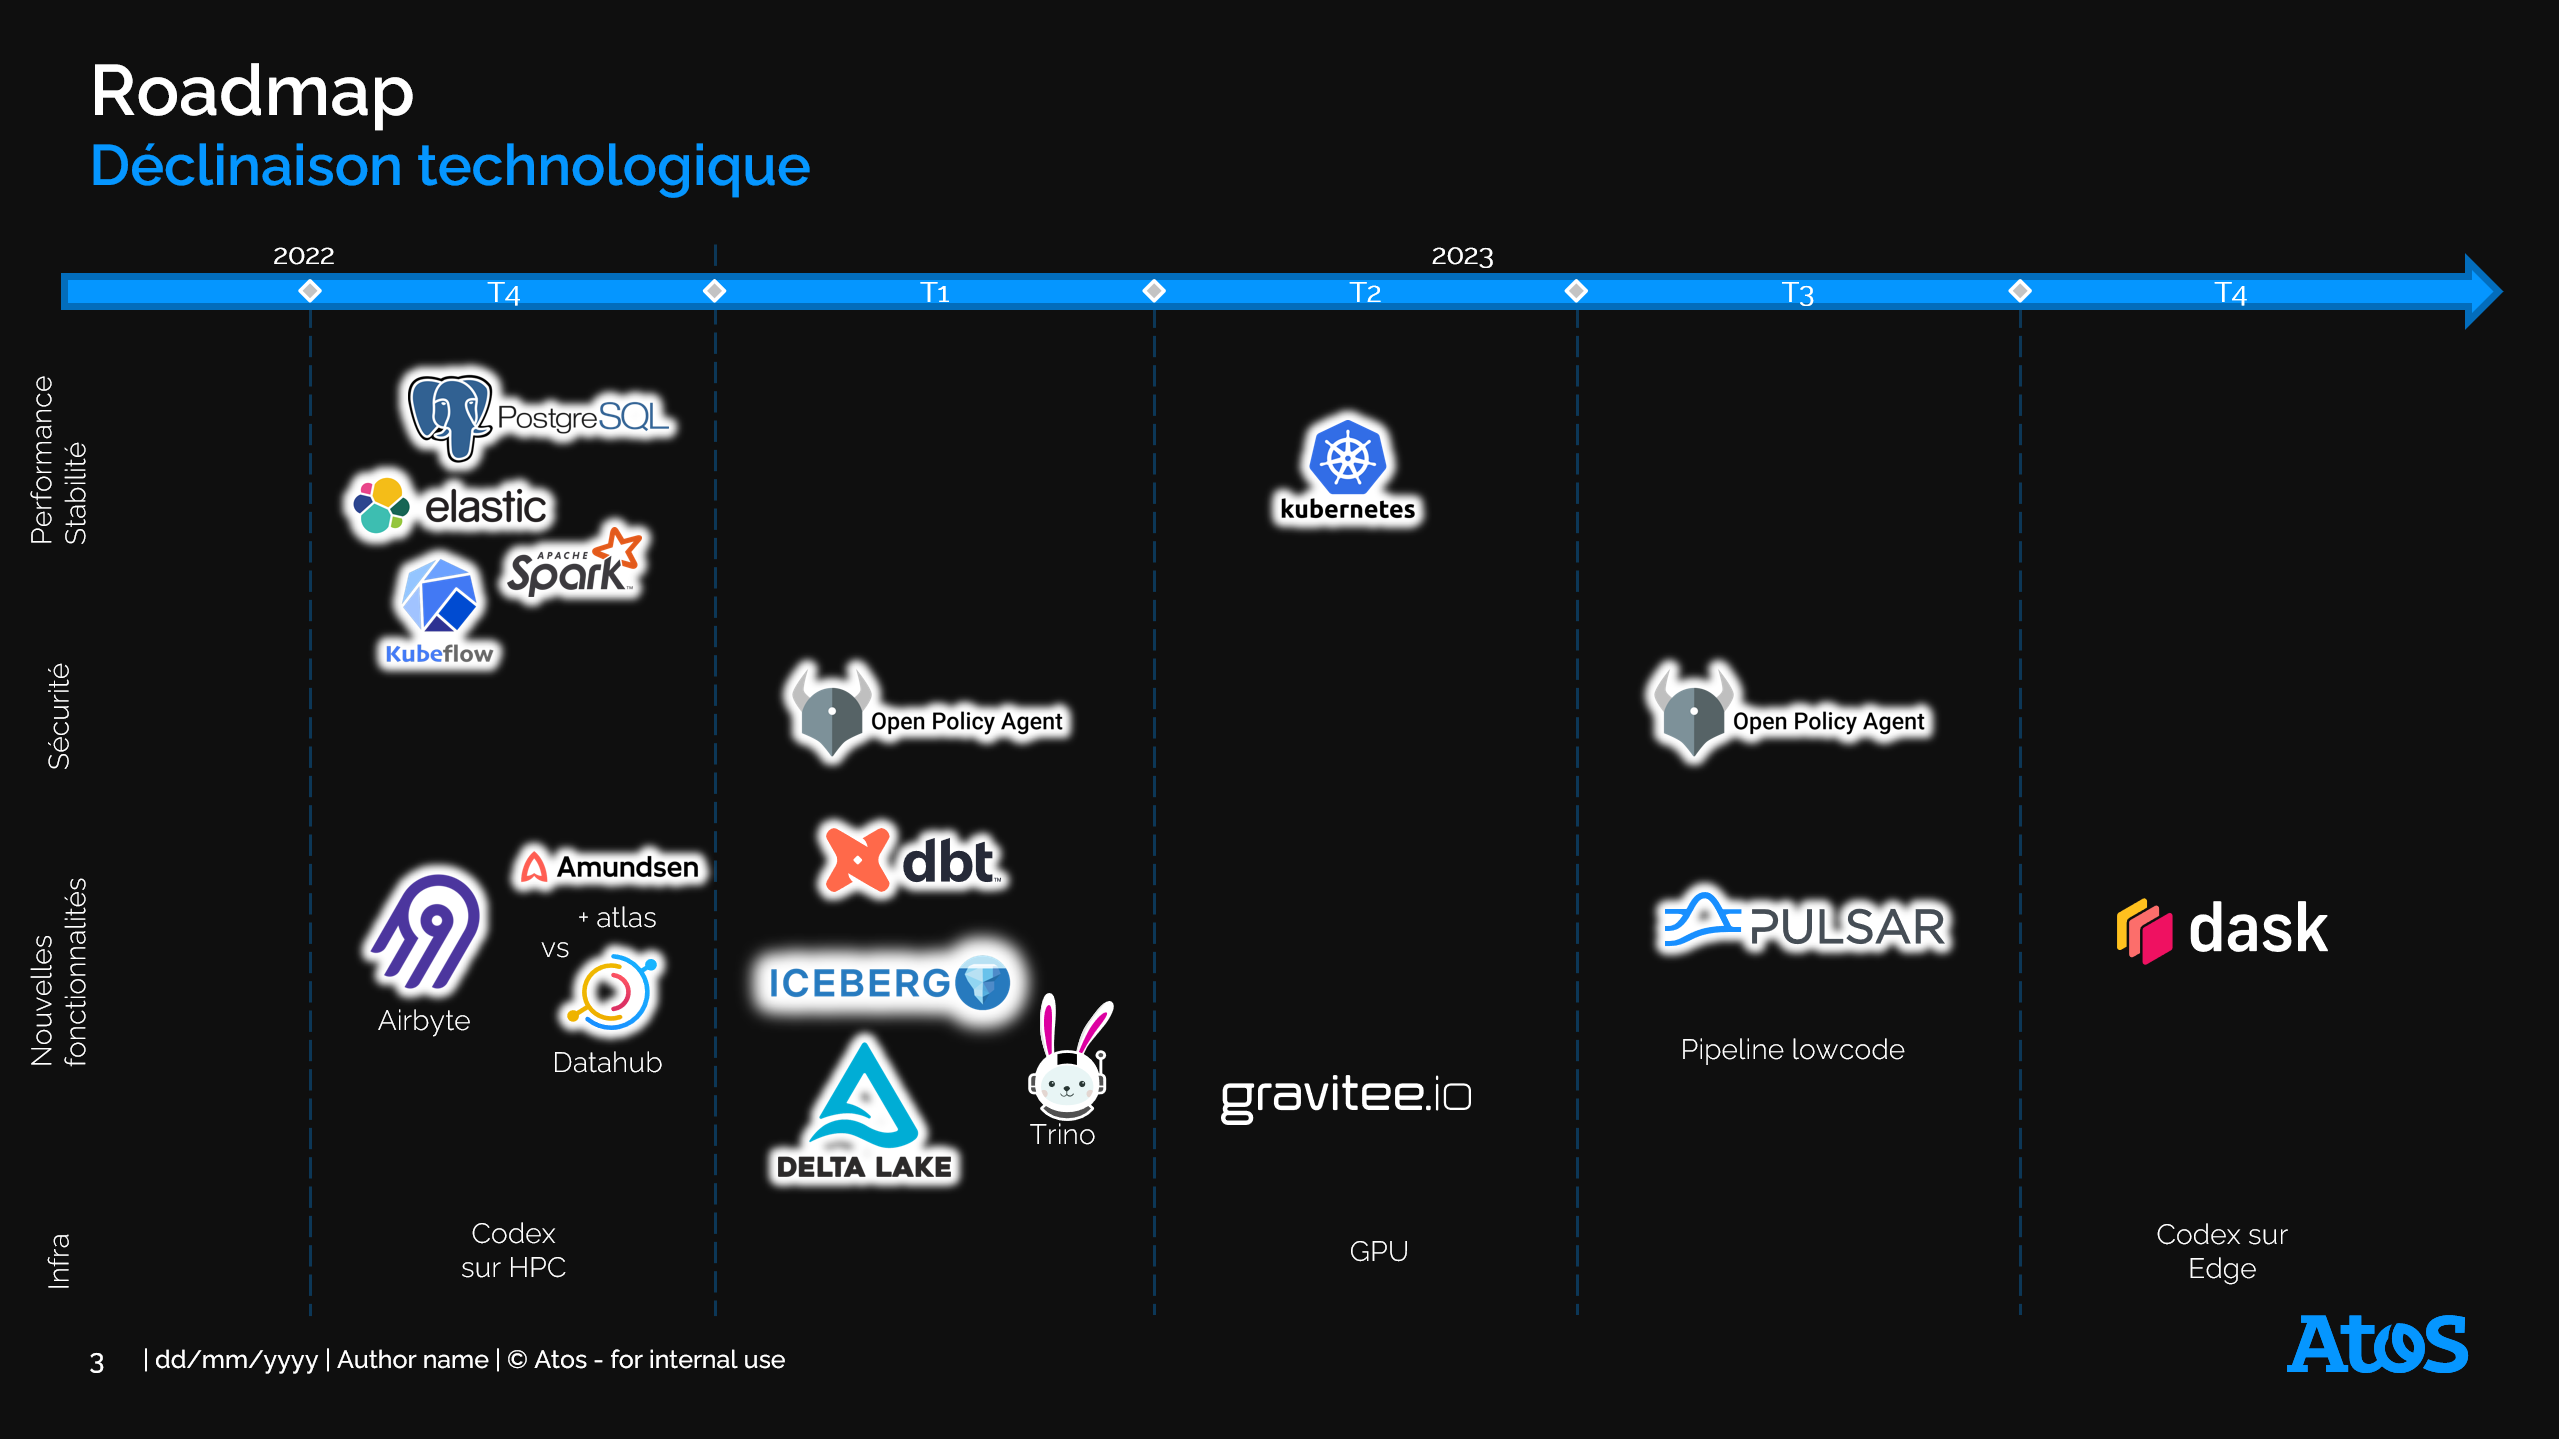 Roadmap
Déclinaison technologique
2022
2023
T4
T1
T2
T3
T4
Performance
Stabilité
PostgreSQL
elastic
APACHE
Spark™
Kubeflow
kubernetes
Sécurité
Open Policy Agent
Open Policy Agent
Nouvelles
fonctionnalités
Amundsen
+ atlas
vs
Airbyte
Datahub
dbt™
ICEBERG
Trino
DELTA LAKE
gravitee.io
PULSAR
Pipeline lowcode
dask
Infra
Codex
sur HPC
GPU
Codex sur
Edge
3 | dd/mm/yyyy | Author name | © Atos - for internal use
Atos